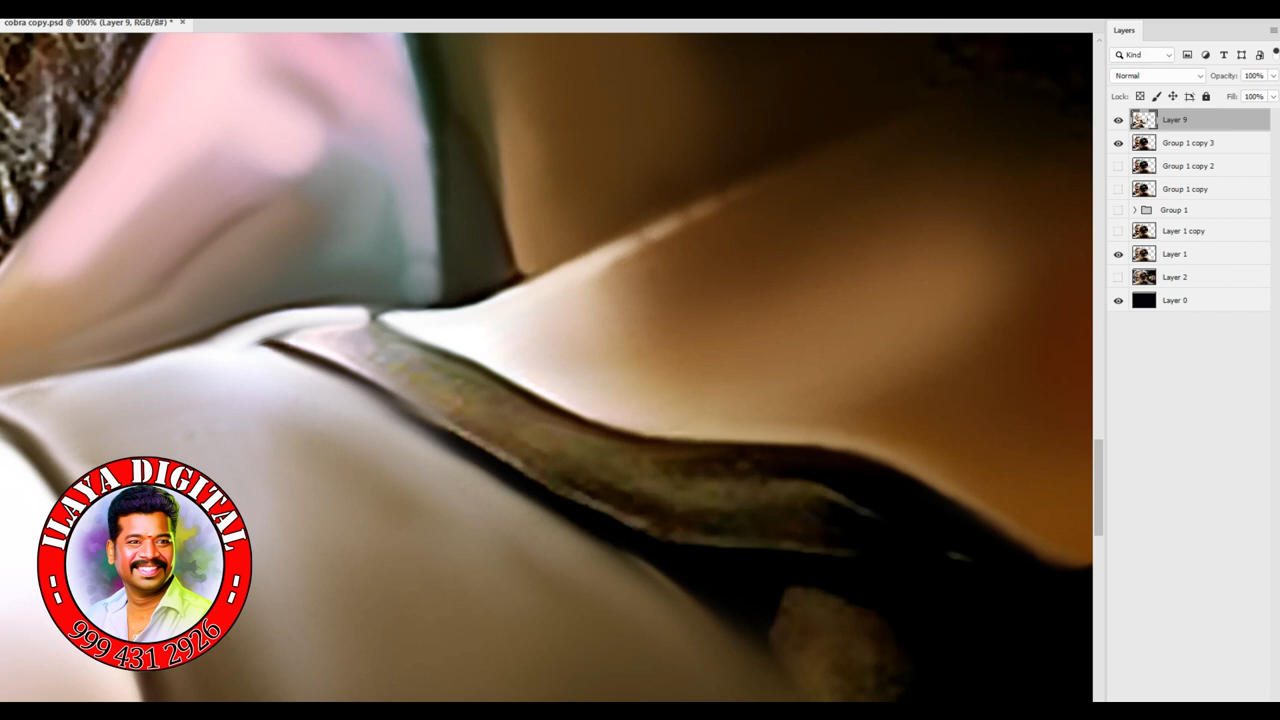 cobra copy.psd @ 100% (Layer 9, RGB/8#) * ×
Layers
Kind
Normal Opacity: 100%
Lock: Fill: 100%
Layer 9
Group 1 copy 3
Group 1 copy 2
Group 1 copy
Group 1
Layer 1 copy
Layer 1
Layer 2
Layer 0
ILAYA DIGITAL
999 431 2926